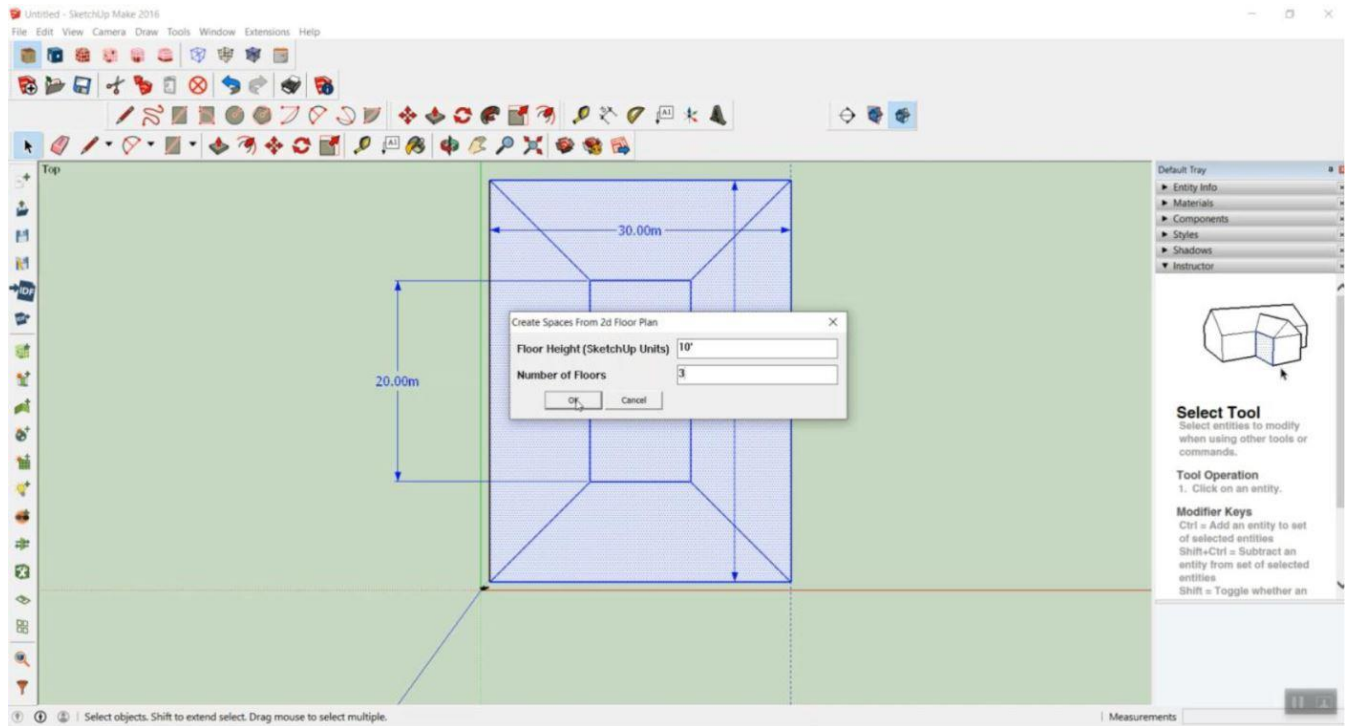 Untitled - SketchUp Make 2016
File Edit View Camera Draw Tools Window Extensions Help
A1
A1
IDF
Top
30.00m
20.00m
Create Spaces From 2d Floor Plan
Floor Height (SketchUp Units) 10'
Number of Floors 3
OK Cancel
Default Tray
Entity Info
Materials
Components
Styles
Shadows
Instructor
Select Tool
Select entities to modify
when using other tools or
commands.
Tool Operation
1. Click on an entity.
Modifier Keys
Ctrl = Add an entity to set
of selected entities
Shift+Ctrl = Subtract an
entity from set of selected
entities
Shift = Toggle whether an
Select objects. Shift to extend select. Drag mouse to select multiple.
Measurements